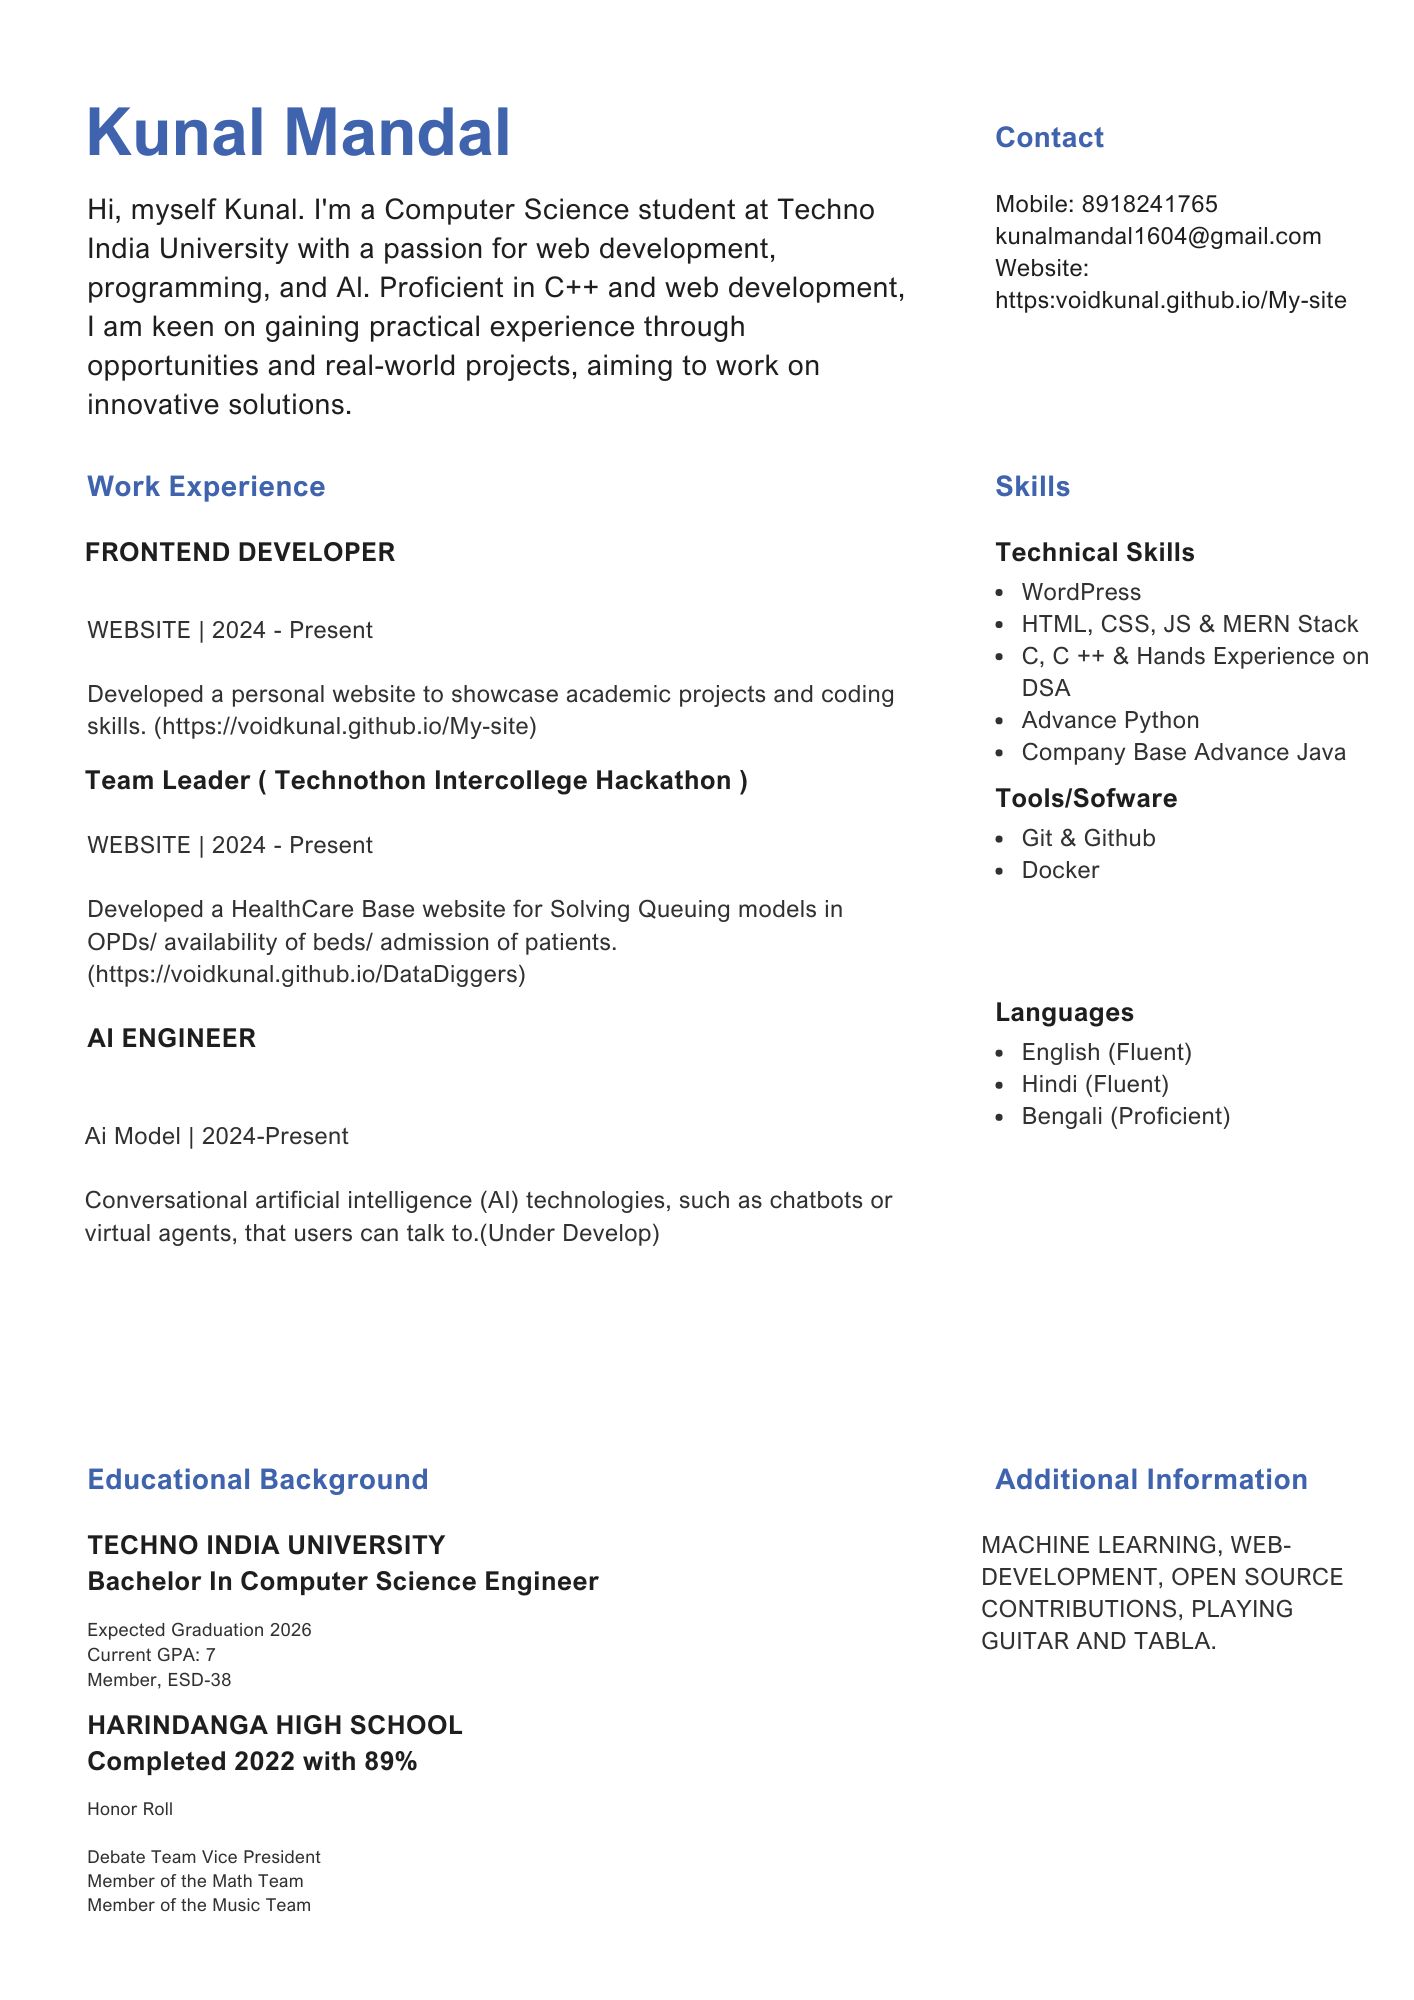 Kunal Mandal
Hi, myself Kunal. I'm a Computer Science student at Techno
India University with a passion for web development,
programming, and AI. Proficient in C++ and web development,
I am keen on gaining practical experience through
opportunities and real-world projects, aiming to work on
innovative solutions.
Contact
Mobile: 8918241765
kunalmandal1604@gmail.com
Website:
https:voidkunal.github.io/My-site
Work Experience
FRONTEND DEVELOPER
WEBSITE | 2024 - Present
Developed a personal website to showcase academic projects and coding
skills. (https://voidkunal.github.io/My-site)
Team Leader ( Technothon Intercollege Hackathon )
WEBSITE | 2024 - Present
Developed a HealthCare Base website for Solving Queuing models in
OPDs/ availability of beds/ admission of patients.
(https://voidkunal.github.io/DataDiggers)
AI ENGINEER
Ai Model | 2024-Present
Conversational artificial intelligence (AI) technologies, such as chatbots or
virtual agents, that users can talk to.(Under Develop)
Skills
Technical Skills
• WordPress
• HTML, CSS, JS & MERN Stack
• C, C ++ & Hands Experience on
DSA
• Advance Python
• Company Base Advance Java
Tools/Sofware
• Git & Github
• Docker
Languages
• English (Fluent)
• Hindi (Fluent)
• Bengali (Proficient)
Educational Background
TECHNO INDIA UNIVERSITY
Bachelor In Computer Science Engineer
Expected Graduation 2026
Current GPA: 7
Member, ESD-38
HARINDANGA HIGH SCHOOL
Completed 2022 with 89%
Honor Roll
Debate Team Vice President
Member of the Math Team
Member of the Music Team
Additional Information
MACHINE LEARNING, WEB-
DEVELOPMENT, OPEN SOURCE
CONTRIBUTIONS, PLAYING
GUITAR AND TABLA.